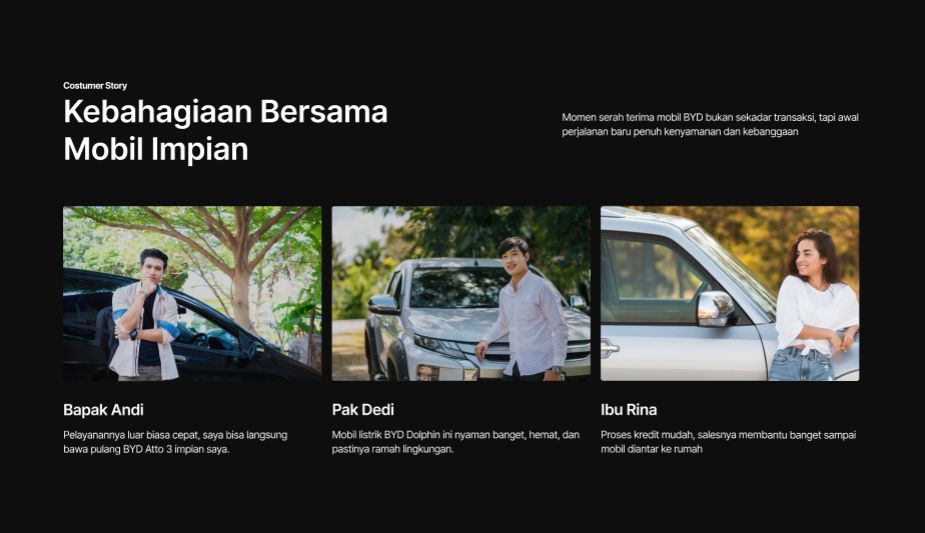 Costumer Story
Kebahagiaan Bersama
Mobil Impian
Momen serah terima mobil BYD bukan sekadar transaksi, tapi awal
perjalanan baru penuh kenyamanan dan kebanggaan
Bapak Andi
Pelayanannya luar biasa cepat, saya bisa langsung
bawa pulang BYD Atto 3 impian saya.
Pak Dedi
Mobil listrik BYD Dolphin ini nyaman banget, hemat, dan
pastinya ramah lingkungan.
Ibu Rina
Proses kredit mudah, salesnya membantu banget sampai
mobil diantar ke rumah